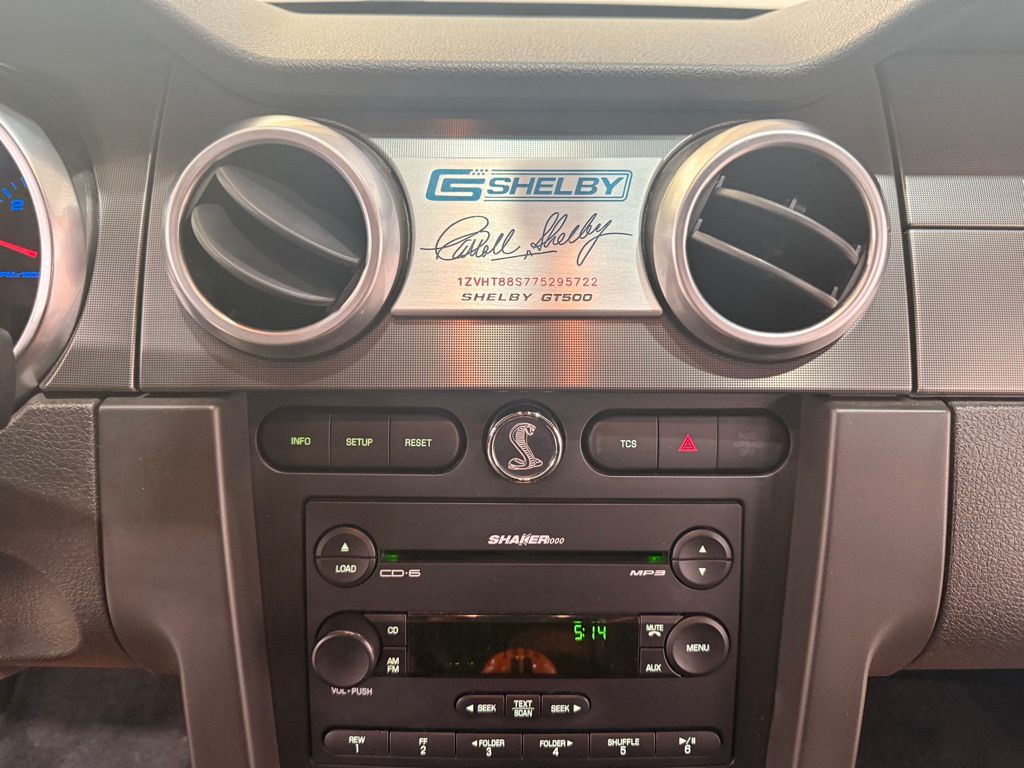 CS SHELBY
Carroll Shelby
1ZVHT88S775295722
SHELBY GT500
2
INFO SETUP RESET
TCS
SHAKER 1000
LOAD
CD·6
MP3
5:14
CD
MUTE
AM
FM
AUX
MENU
VOL·PUSH
SEEK
TEXT
SCAN
SEEK
REW
1
FF
2
FOLDER
3
FOLDER
4
SHUFFLE
5
6